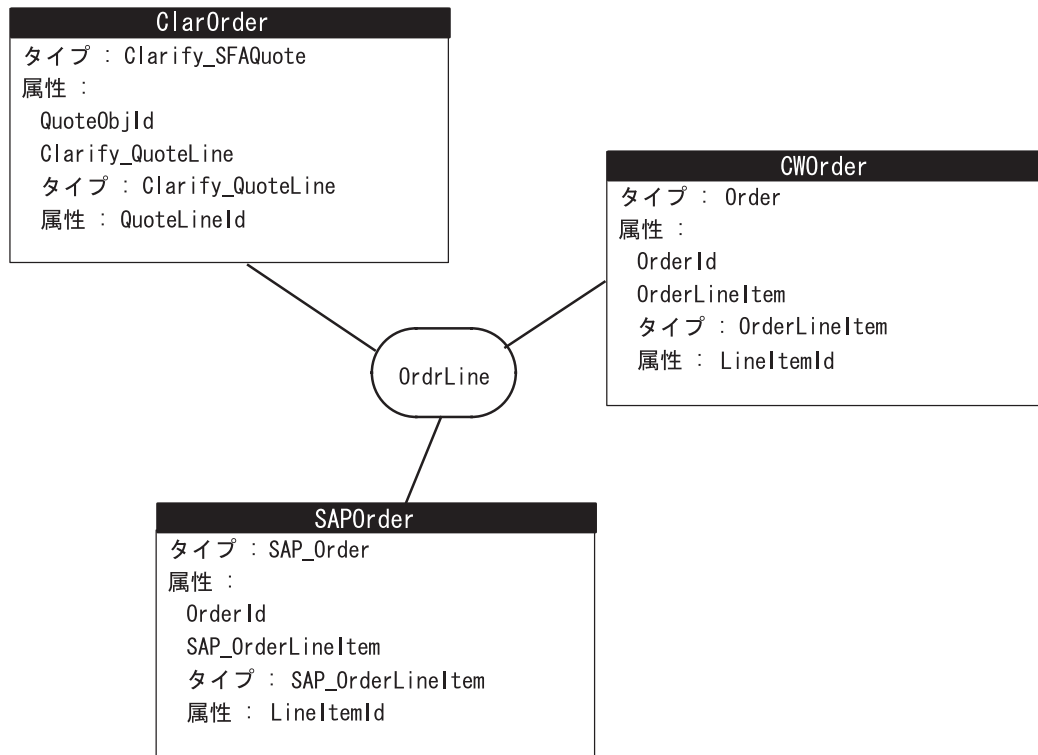 ClarOrder
タイプ : Clarify_SFAQuote
属性 :
QuoteObjId
Clarify_QuoteLine
タイプ : Clarify_QuoteLine
属性 : QuoteLineId
CWOrder
タイプ : Order
属性 :
OrderId
OrderLineItem
タイプ : OrderLineItem
属性 : LineItemId
OrdrLine
SAPOrder
タイプ : SAP_Order
属性 :
OrderId
SAP_OrderLineItem
タイプ : SAP_OrderLineItem
属性 : LineItemId